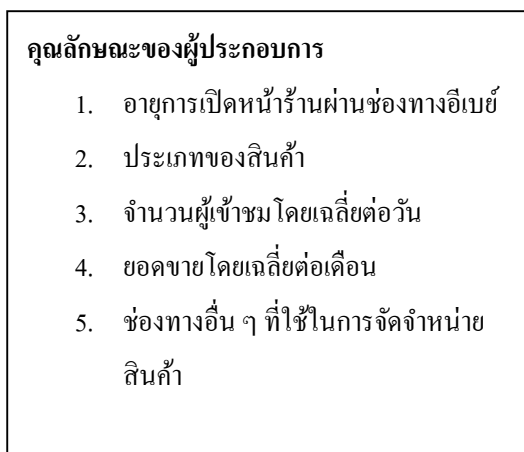 คุณลักษณะของผู้ประกอบการ
1. อายุการเปิดหน้าร้านผ่านช่องทางอีเบย์
2. ประเภทของสินค้า
3. จำนวนผู้เข้าชมโดยเฉลี่ยต่อวัน
4. ยอดขายโดยเฉลี่ยต่อเดือน
5. ช่องทางอื่น ๆ ที่ใช้ในการจัดจำหน่าย
สินค้า